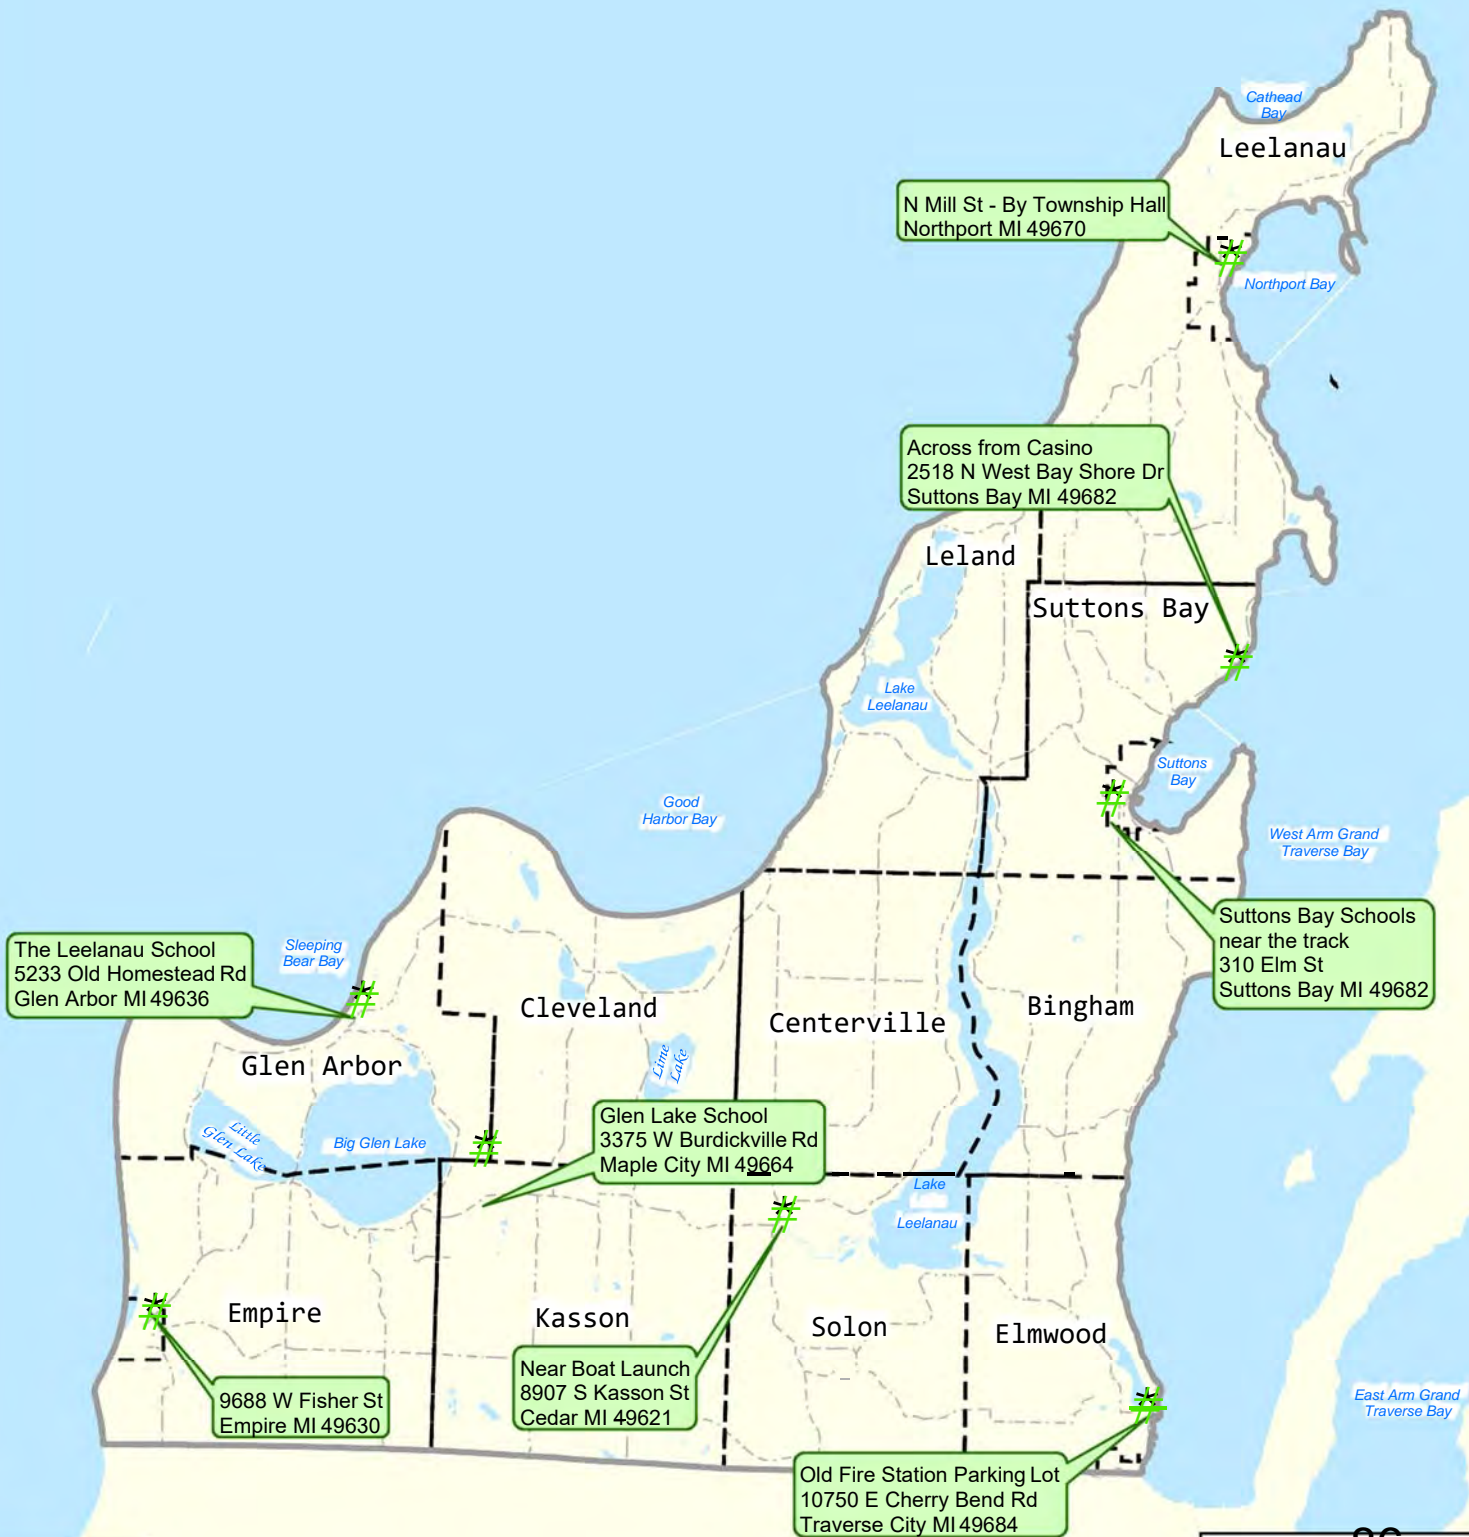 Cathead
Bay
Leelanau
N Mill St - By Township Hall
Northport MI 49670
Northport Bay
Across from Casino
2518 N West Bay Shore Dr
Suttons Bay MI 49682
Leland
Suttons Bay
Lake
Leelanau
Suttons
Bay
Good
Harbor Bay
West Arm Grand
Traverse Bay
Suttons Bay Schools
near the track
310 Elm St
Suttons Bay MI 49682
The Leelanau School
5233 Old Homestead Rd
Glen Arbor MI 49636
Sleeping
Bear Bay
Cleveland
Centerville
Bingham
Glen Arbor
Lime
Lake
Little
Glen Lake
Big Glen Lake
Glen Lake School
3375 W Burdickville Rd
Maple City MI 49664
Lake
Leelanau
Empire
Kasson
Solon
Elmwood
Near Boat Launch
8907 S Kasson St
Cedar MI 49621
9688 W Fisher St
Empire MI 49630
East Arm Grand
Traverse Bay
Old Fire Station Parking Lot
10750 E Cherry Bend Rd
Traverse City MI 49684